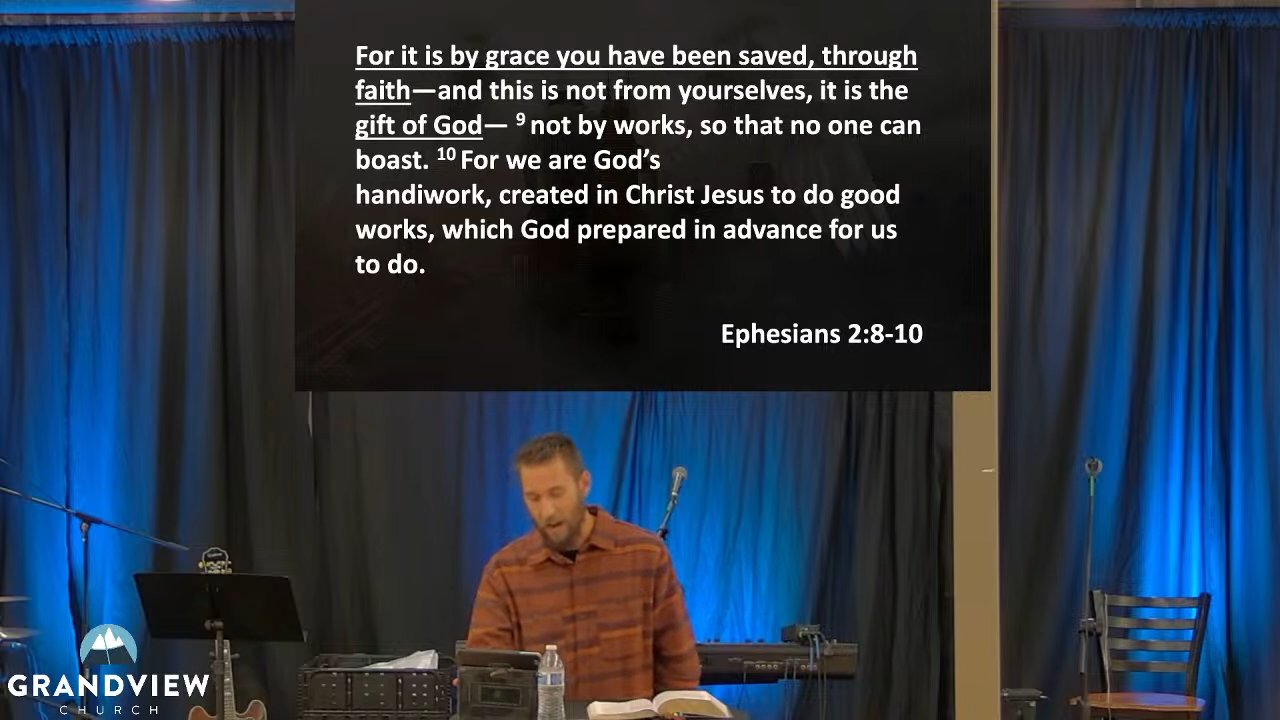 For it is by grace you have been saved, through
faith—and this is not from yourselves, it is the
gift of God— 9 not by works, so that no one can
boast. 10 For we are God’s
handiwork, created in Christ Jesus to do good
works, which God prepared in advance for us
to do.
Ephesians 2:8-10
GRANDVIEW
CHURCH